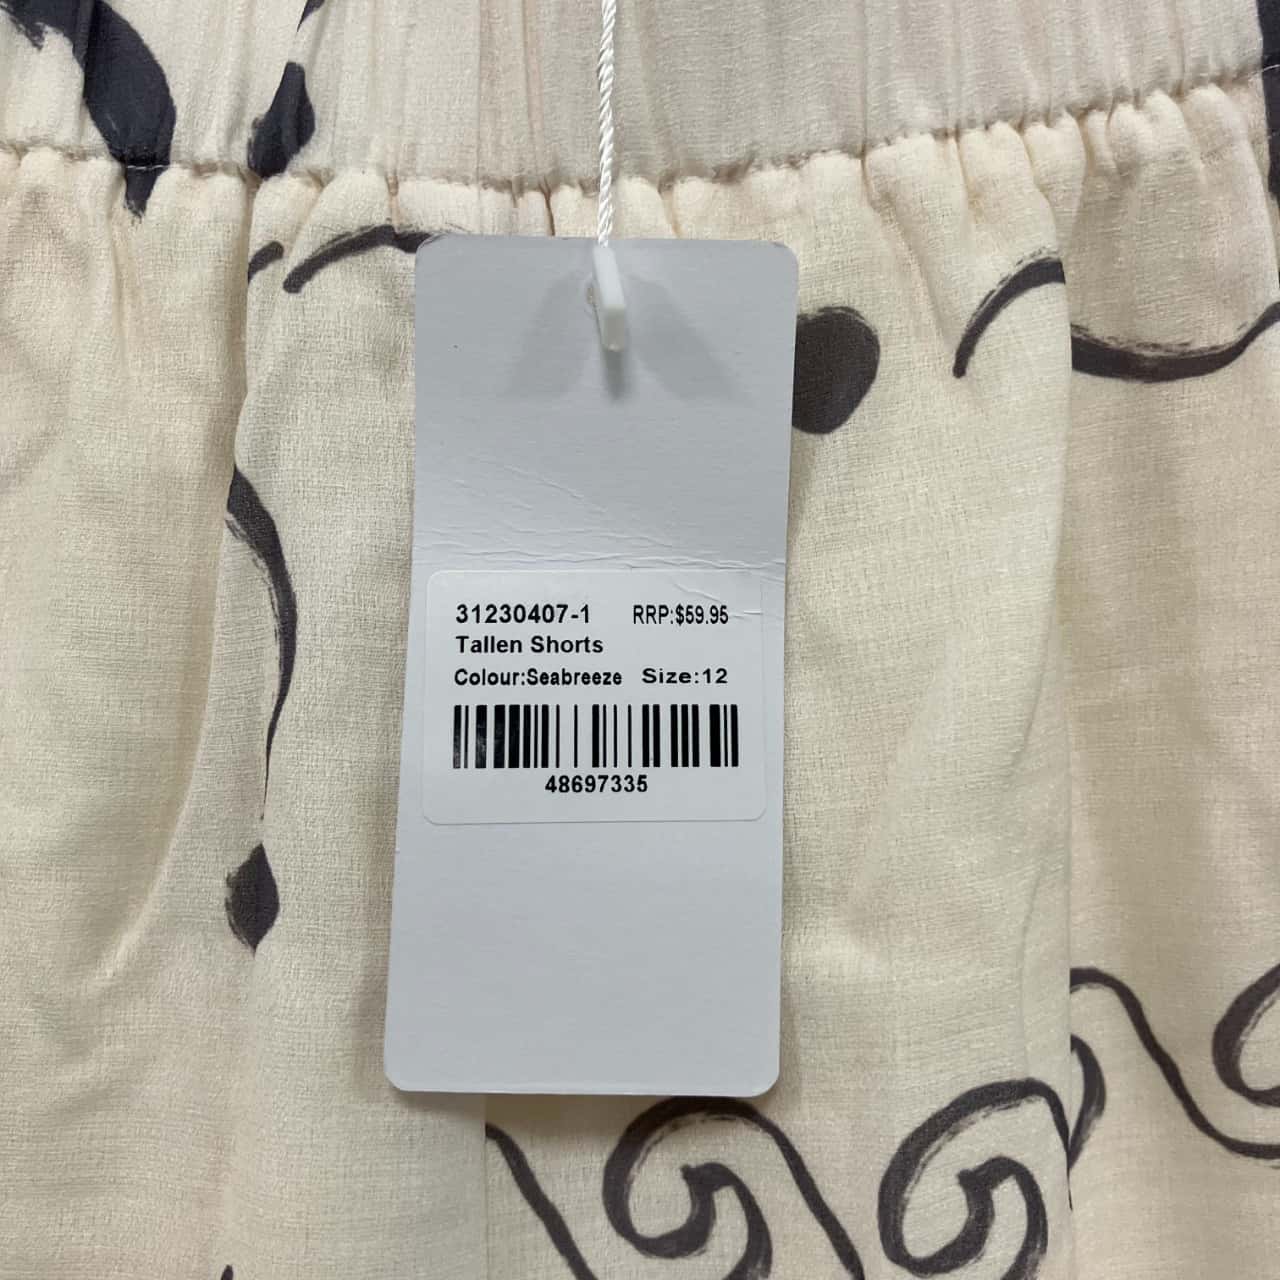 31230407-1 RRP:$59.95
Tallen Shorts
Colour:Seabreeze Size:12
48697335